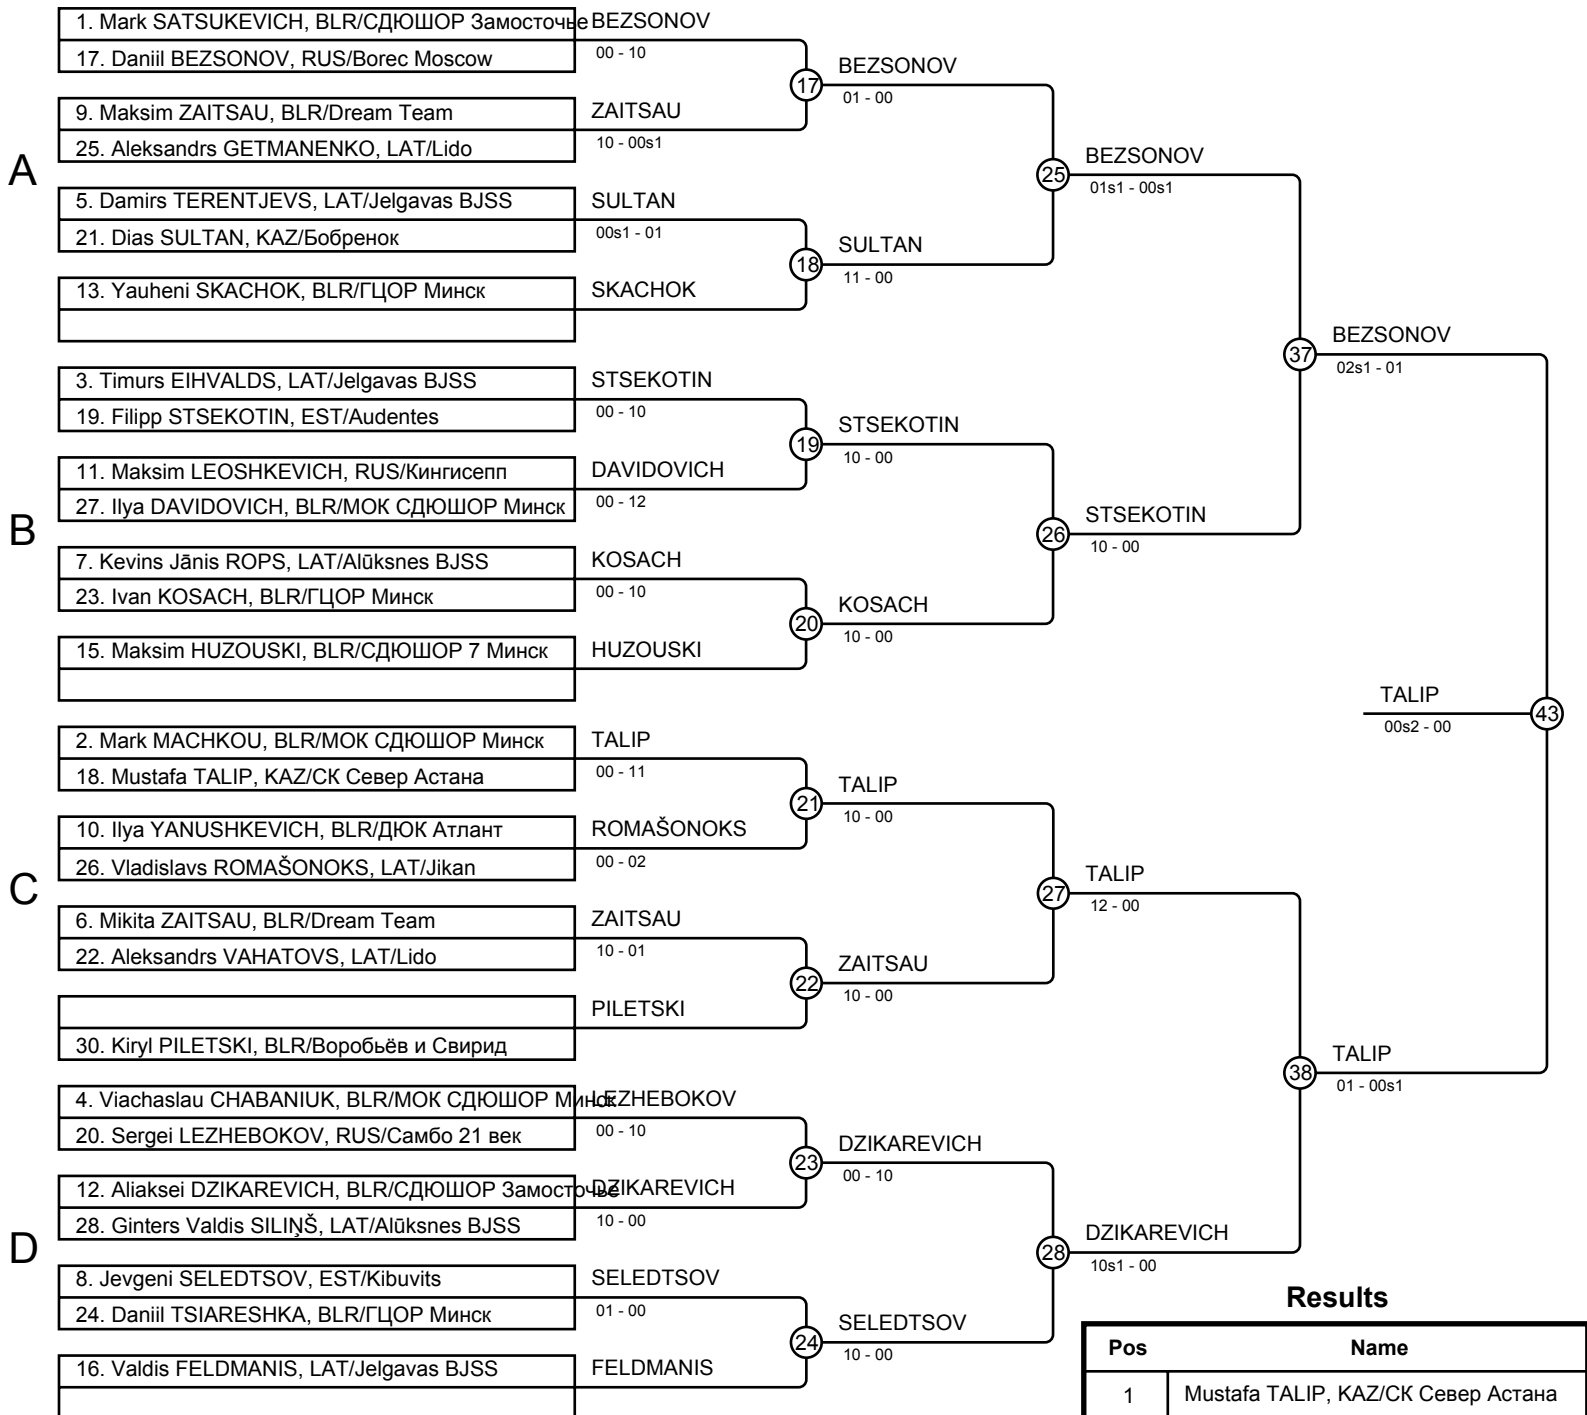 1. Mark SATSUKEVICH, BLR/СДЮШОР Замосточье
BEZSONOV
17. Daniil BEZSONOV, RUS/Borec Moscow
00 - 10
17
BEZSONOV
01 - 00
9. Maksim ZAITSAU, BLR/Dream Team
ZAITSAU
25. Aleksandrs GETMANENKO, LAT/Lido
10 - 00s1
A
25
BEZSONOV
01s1 - 00s1
5. Damirs TERENTJEVS, LAT/Jelgavas BJSS
SULTAN
21. Dias SULTAN, KAZ/Бобренок
00s1 - 01
18
SULTAN
11 - 00
13. Yauheni SKACHOK, BLR/ГЦОР Минск
SKACHOK
37
BEZSONOV
02s1 - 01
3. Timurs EIHVALDS, LAT/Jelgavas BJSS
STSEKOTIN
19. Filipp STSEKOTIN, EST/Audentes
00 - 10
19
STSEKOTIN
10 - 00
11. Maksim LEOSHKEVICH, RUS/Кингисепп
DAVIDOVICH
27. Ilya DAVIDOVICH, BLR/МОК СДЮШОР Минск
00 - 12
B
26
STSEKOTIN
10 - 00
7. Kevins Jānis ROPS, LAT/Alūksnes BJSS
KOSACH
23. Ivan KOSACH, BLR/ГЦОР Минск
00 - 10
20
KOSACH
10 - 00
15. Maksim HUZOUSKI, BLR/СДЮШОР 7 Минск
HUZOUSKI
TALIP
43
00s2 - 00
2. Mark MACHKOU, BLR/МОК СДЮШОР Минск
TALIP
18. Mustafa TALIP, KAZ/СК Север Астана
00 - 11
21
TALIP
10 - 00
10. Ilya YANUSHKEVICH, BLR/ДЮК Атлант
ROMAŠONOKS
26. Vladislavs ROMAŠONOKS, LAT/Jikan
00 - 02
C
27
TALIP
12 - 00
6. Mikita ZAITSAU, BLR/Dream Team
ZAITSAU
22. Aleksandrs VAHATOVS, LAT/Lido
10 - 01
22
ZAITSAU
10 - 00
PILETSKI
30. Kiryl PILETSKI, BLR/Воробьёв и Свирид
38
TALIP
01 - 00s1
4. Viachaslau CHABANIUK, BLR/МОК СДЮШОР Минск
LEZHEBOKOV
20. Sergei LEZHEBOKOV, RUS/Самбо 21 век
00 - 10
23
DZIKAREVICH
00 - 10
12. Aliaksei DZIKAREVICH, BLR/СДЮШОР Замосточье
DZIKAREVICH
28. Ginters Valdis SILIŅŠ, LAT/Alūksnes BJSS
10 - 00
D
28
DZIKAREVICH
10s1 - 00
8. Jevgeni SELEDTSOV, EST/Kibuvits
SELEDTSOV
24. Daniil TSIARESHKA, BLR/ГЦОР Минск
01 - 00
24
SELEDTSOV
10 - 00
16. Valdis FELDMANIS, LAT/Jelgavas BJSS
FELDMANIS
Results
Pos Name
1 Mustafa TALIP, KAZ/СК Север Астана